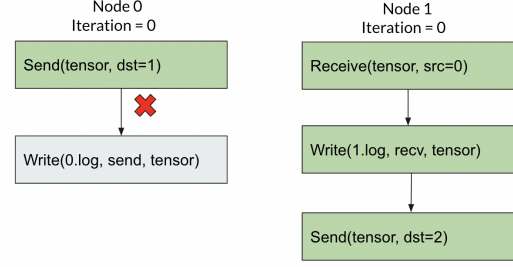 Node 0
Iteration = 0
Send(tensor, dst=1)
Write(0.log, send, tensor)
Node 1
Iteration = 0
Receive(tensor, src=0)
Write(1.log, recv, tensor)
Send(tensor, dst=2)